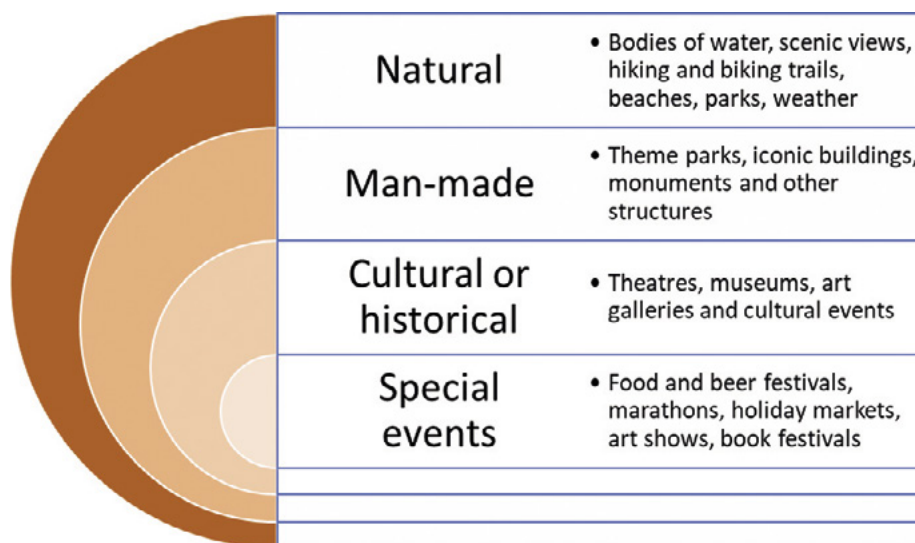 Natural
• Bodies of water, scenic views,
hiking and biking trails,
beaches, parks, weather
Man-made
• Theme parks, iconic buildings,
monuments and other
structures
Cultural or
historical
• Theatres, museums, art
galleries and cultural events
Special
events
• Food and beer festivals,
marathons, holiday markets,
art shows, book festivals